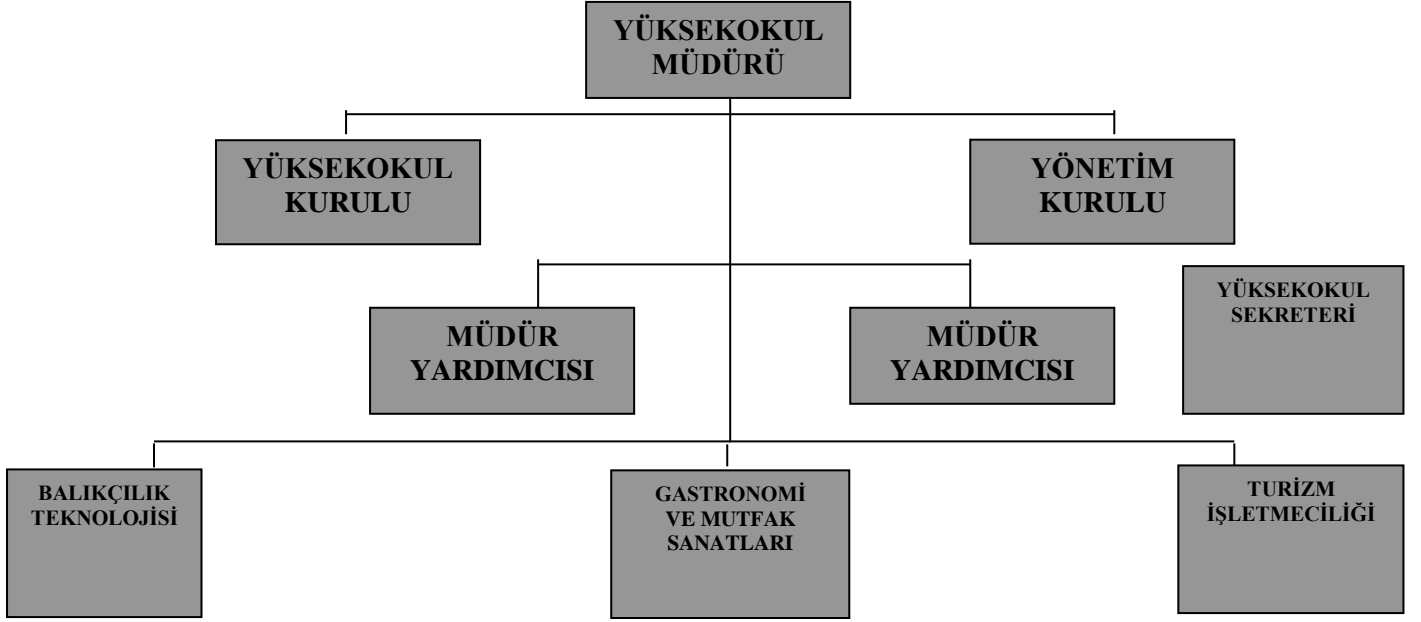 YÜKSEKOKUL
MÜDÜRÜ
YÜKSEKOKUL
KURULU
YÖNETİM
KURULU
MÜDÜR
YARDIMCISI
MÜDÜR
YARDIMCISI
YÜKSEKOKUL
SEKRETERİ
BALIKÇILIK
TEKNOLOJİSİ
GASTRONOMİ
VE MUTFAK
SANATLARI
TURİZM
İŞLETMECİLİĞİ